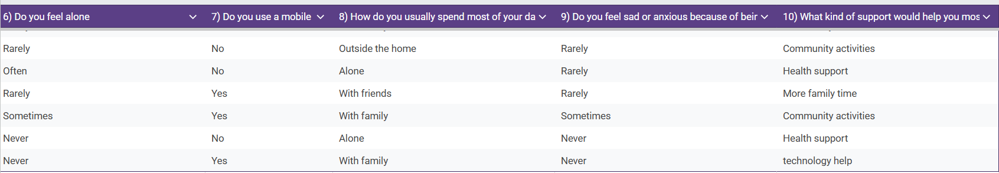 6) Do you feel alone 7) Do you use a mobile 8) How do you usually spend most of your da 9) Do you feel sad or anxious because of beir 10) What kind of support would help you mos
Rarely No Outside the home Rarely Community activities
Often No Alone Rarely Health support
Rarely Yes With friends Rarely More family time
Sometimes Yes With family Sometimes Community activities
Never No Alone Never Health support
Never Yes With family Never technology help